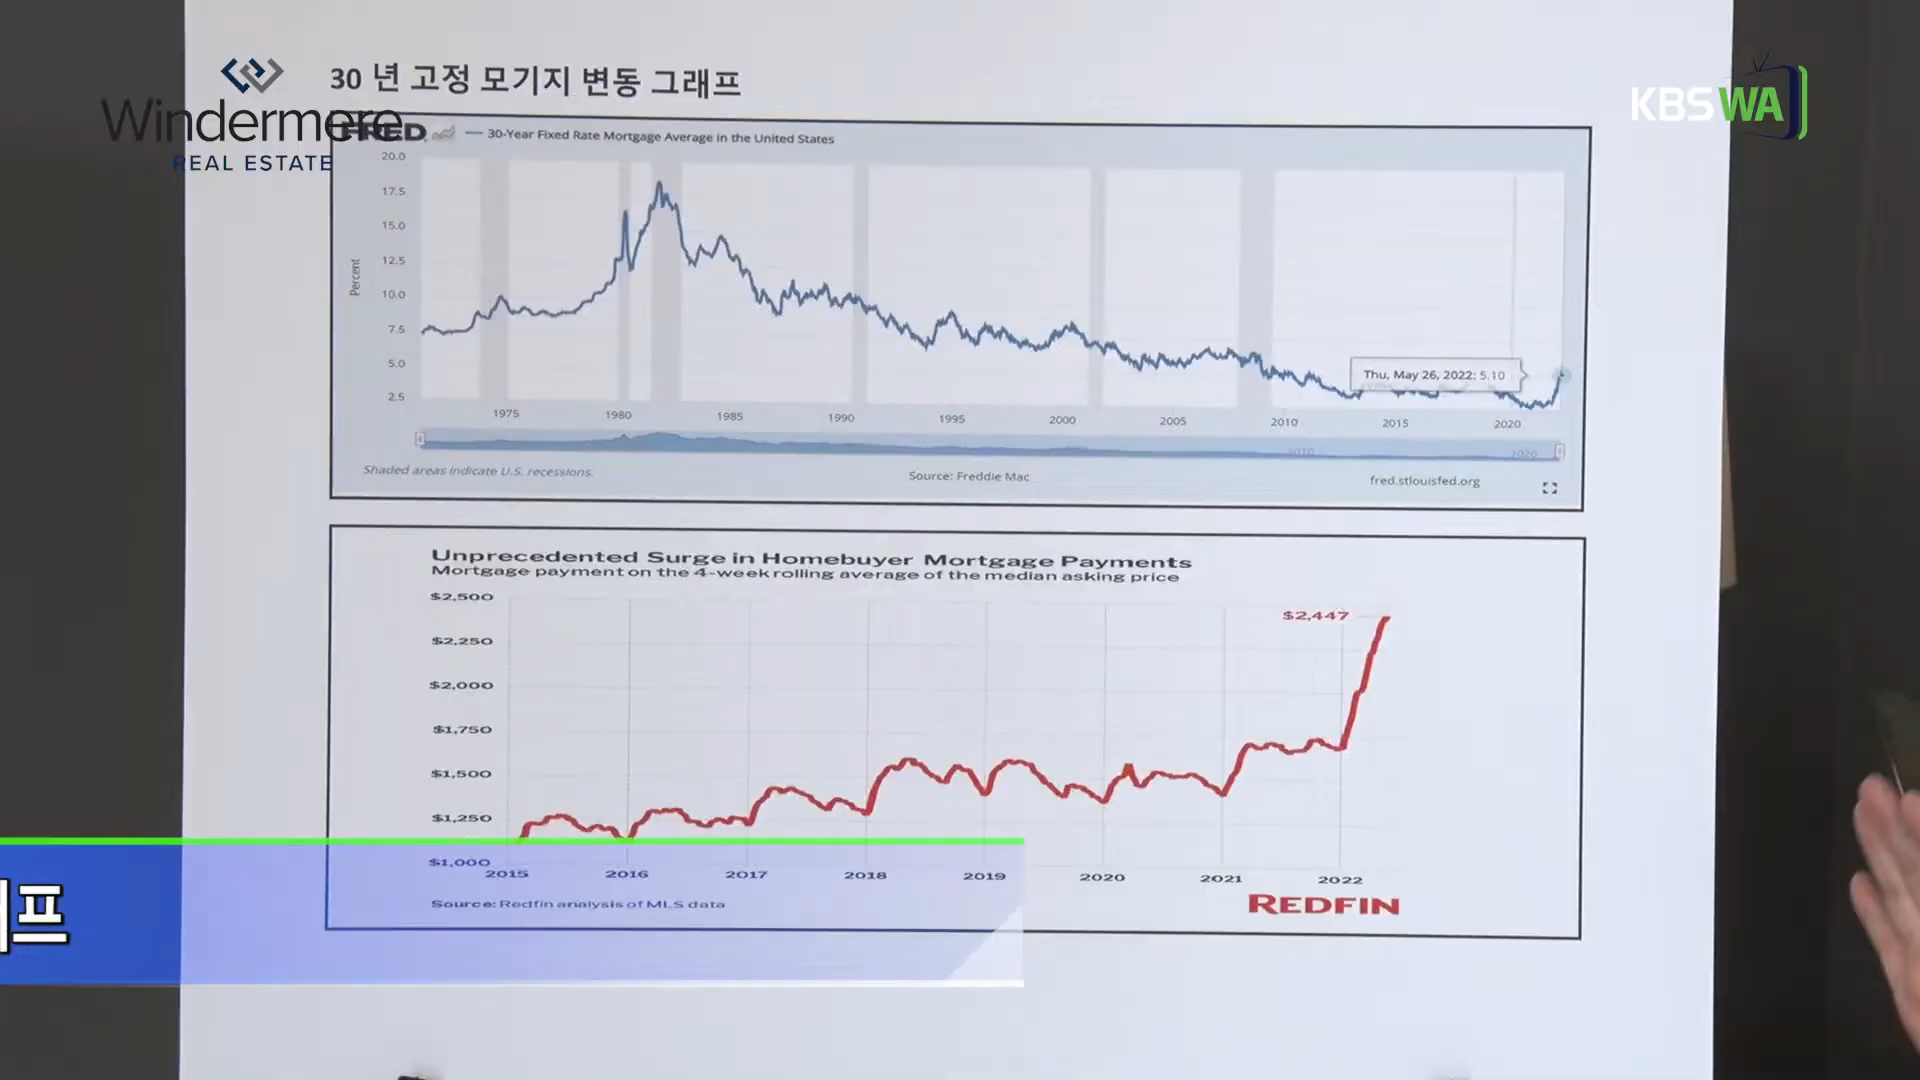 30 년 고정 모기지 변동 그래프
Windermere
REAL ESTATE
KBS WA
FRED
30-Year Fixed Rate Mortgage Average in the United States
20.0
17.5
15.0
12.5
10.0
7.5
5.0
2.5
Percent
Thu, May 26, 2022: 5.10
1975 1980 1985 1990 1995 2000 2005 2010 2015 2020
2010 2020
Shaded areas indicate U.S. recessions.
Source: Freddie Mac
fred.stlouisfed.org
Unprecedented Surge in Homebuyer Mortgage Payments
Mortgage payment on the 4-week rolling average of the median asking price
$2,500
$2,447
$2,250
$2,000
$1,750
$1,500
$1,250
$1,000
2015 2016 2017 2018 2019 2020 2021 2022
Source: Redfin analysis of MLS data
REDFIN
프